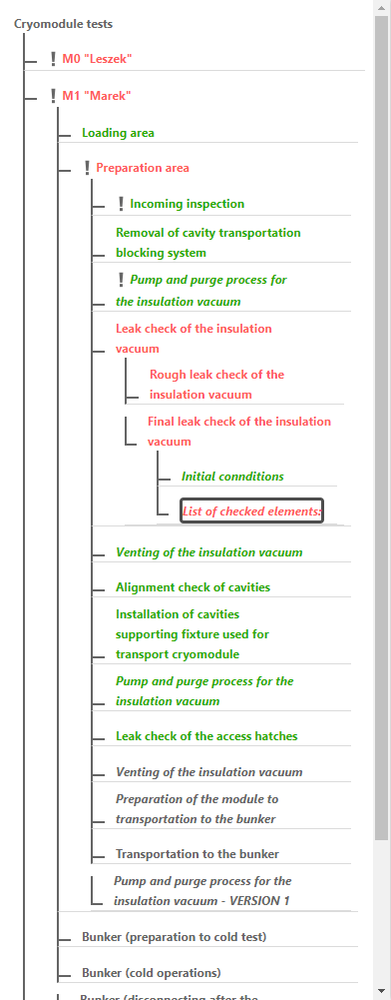 Cryomodule tests
! M0 "Leszek"
! M1 "Marek"
Loading area
! Preparation area
! Incoming inspection
Removal of cavity transportation
blocking system
! Pump and purge process for
the insulation vacuum
Leak check of the insulation
vacuum
Rough leak check of the
insulation vacuum
Final leak check of the insulation
vacuum
Initial connditions
List of checked elements:
Venting of the insulation vacuum
Alignment check of cavities
Installation of cavities
supporting fixture used for
transport cryomodule
Pump and purge process for the
insulation vacuum
Leak check of the access hatches
Venting of the insulation vacuum
Preparation of the module to
transportation to the bunker
Transportation to the bunker
Pump and purge process for the
insulation vacuum - VERSION 1
Bunker (preparation to cold test)
Bunker (cold operations)
Bunker (disconnecting after the